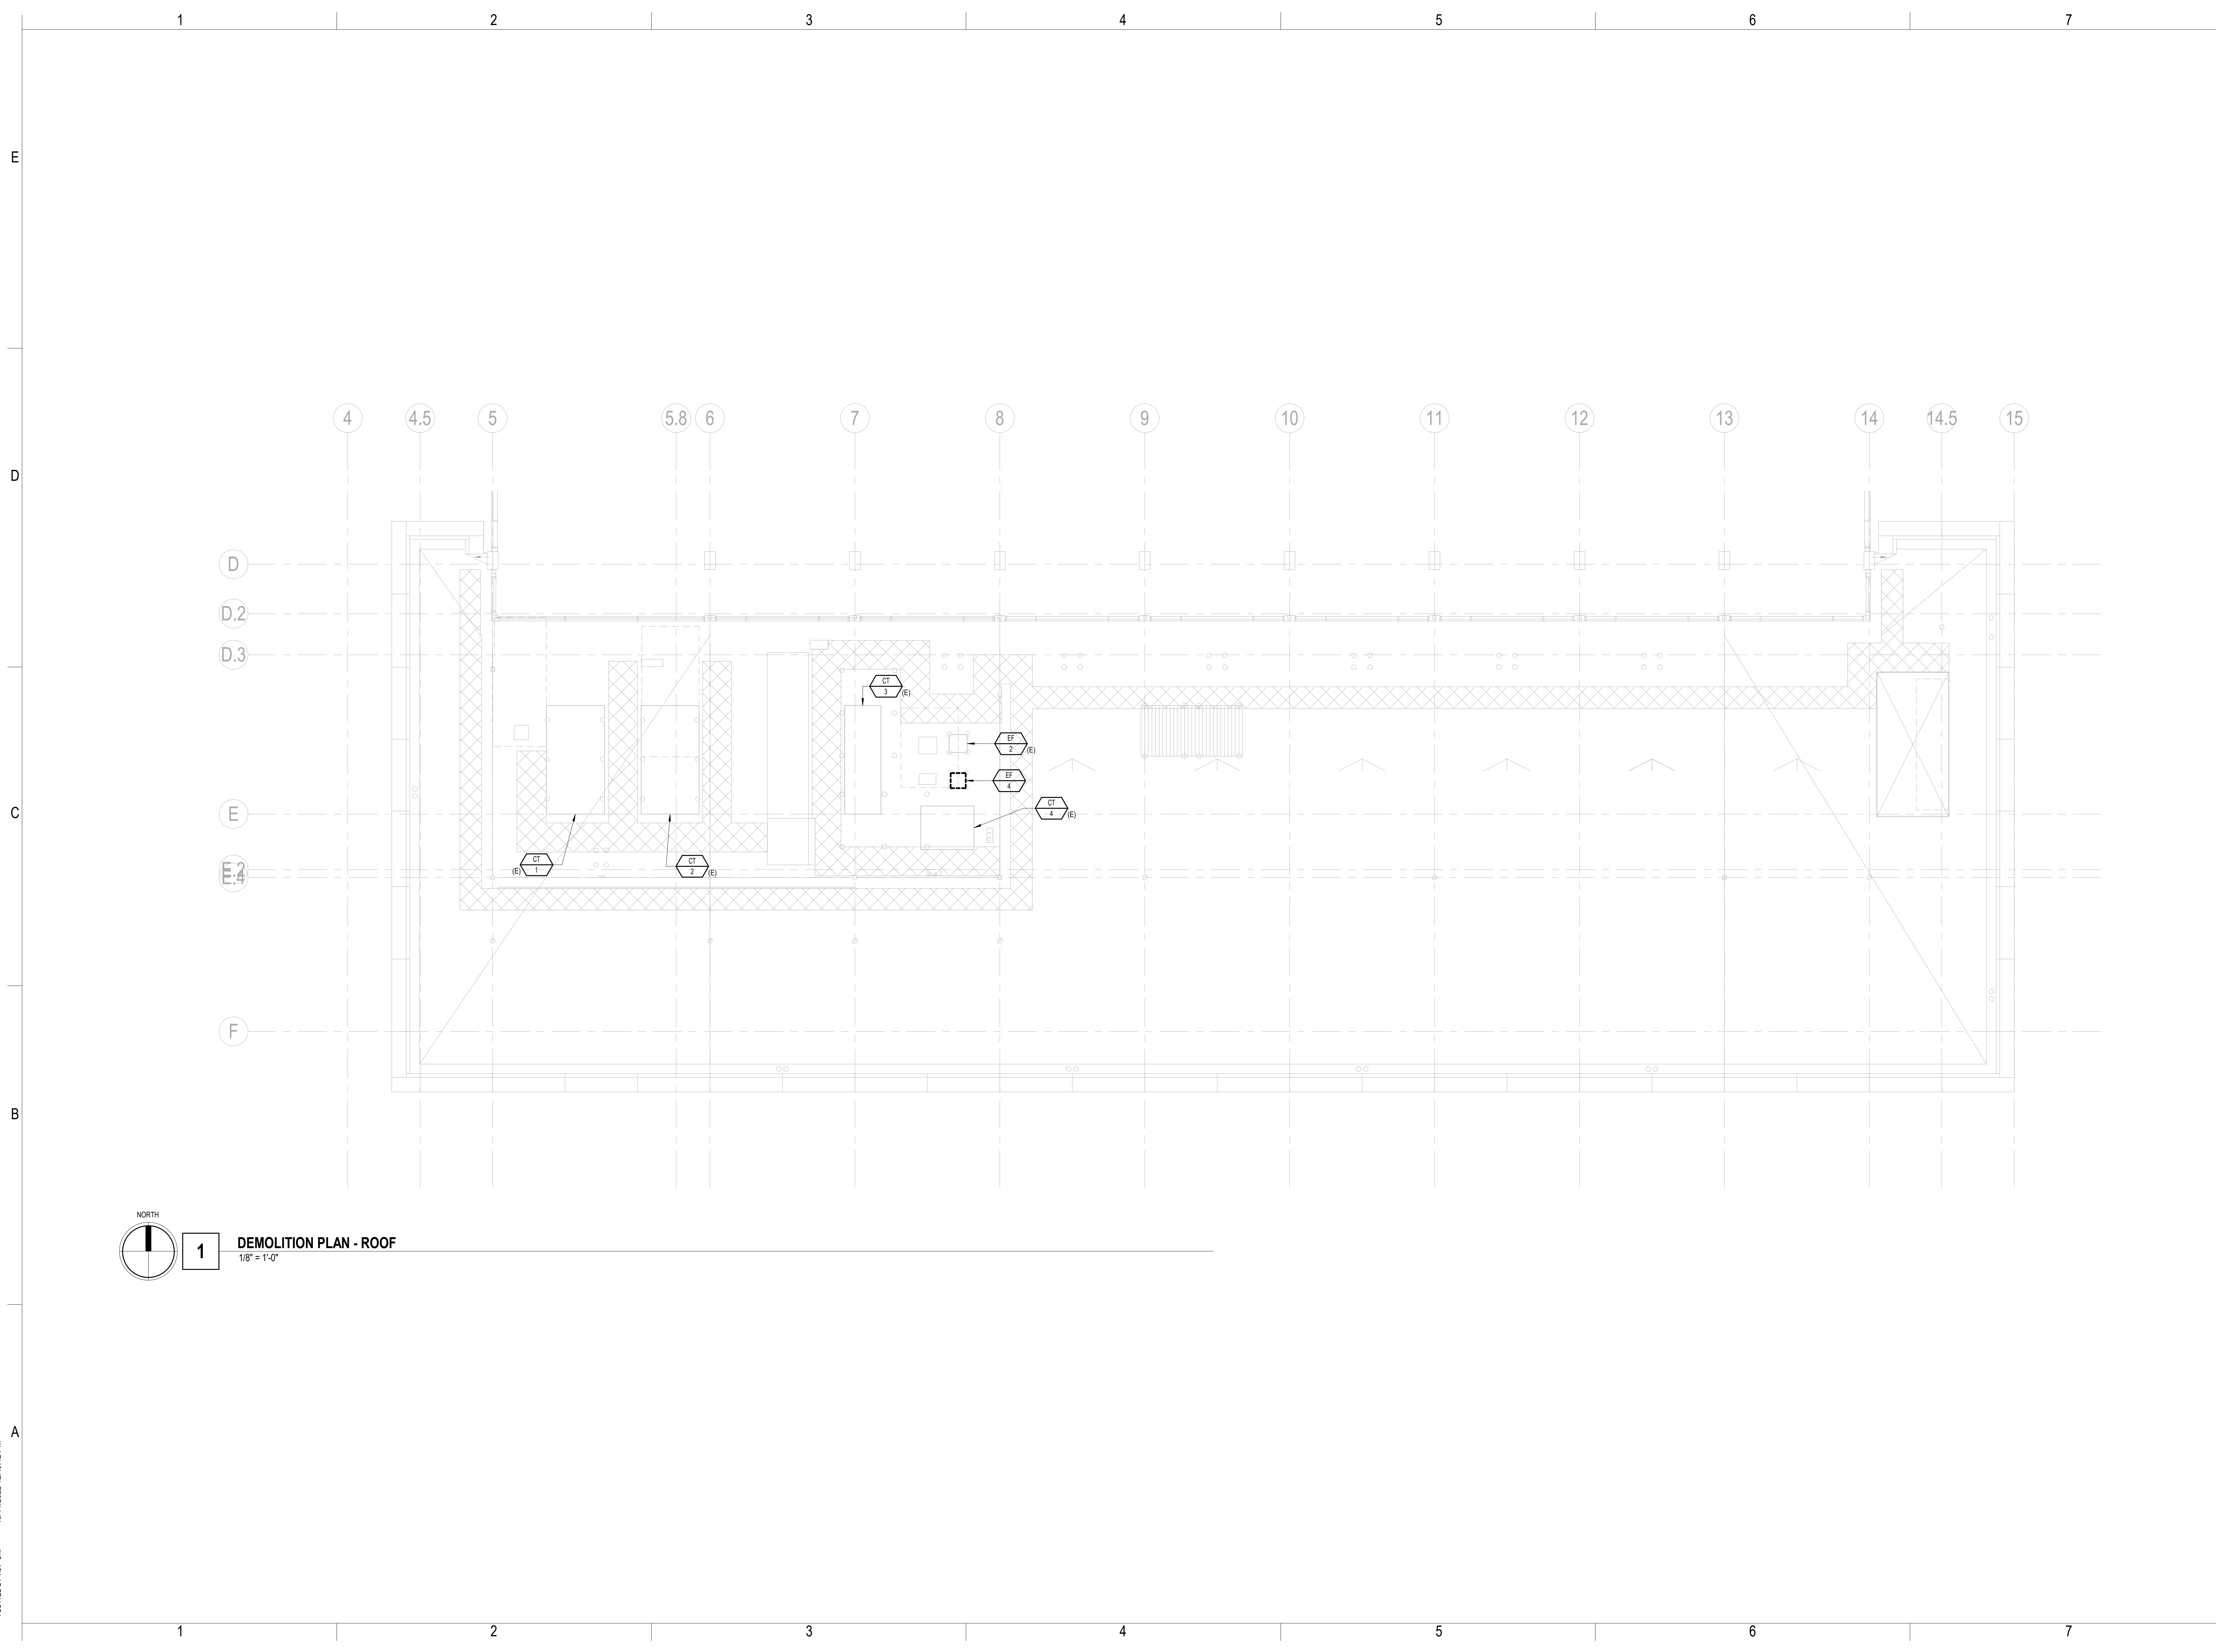 1 2 3 4 5 6 7
E
D
C
B
A
4 4.5 5 5.8 6 7 8 9 10 11 12 13 14 14.5 15
D
D.2
D.3
E
E.2
E.4
F
CT
3
(E)
EF
2
(E)
EF
4
CT
4
(E)
CT
1
(E)
CT
2
(E)
NORTH
1
DEMOLITION PLAN - ROOF
1/8" = 1'-0"
1 2 3 4 5 6 7